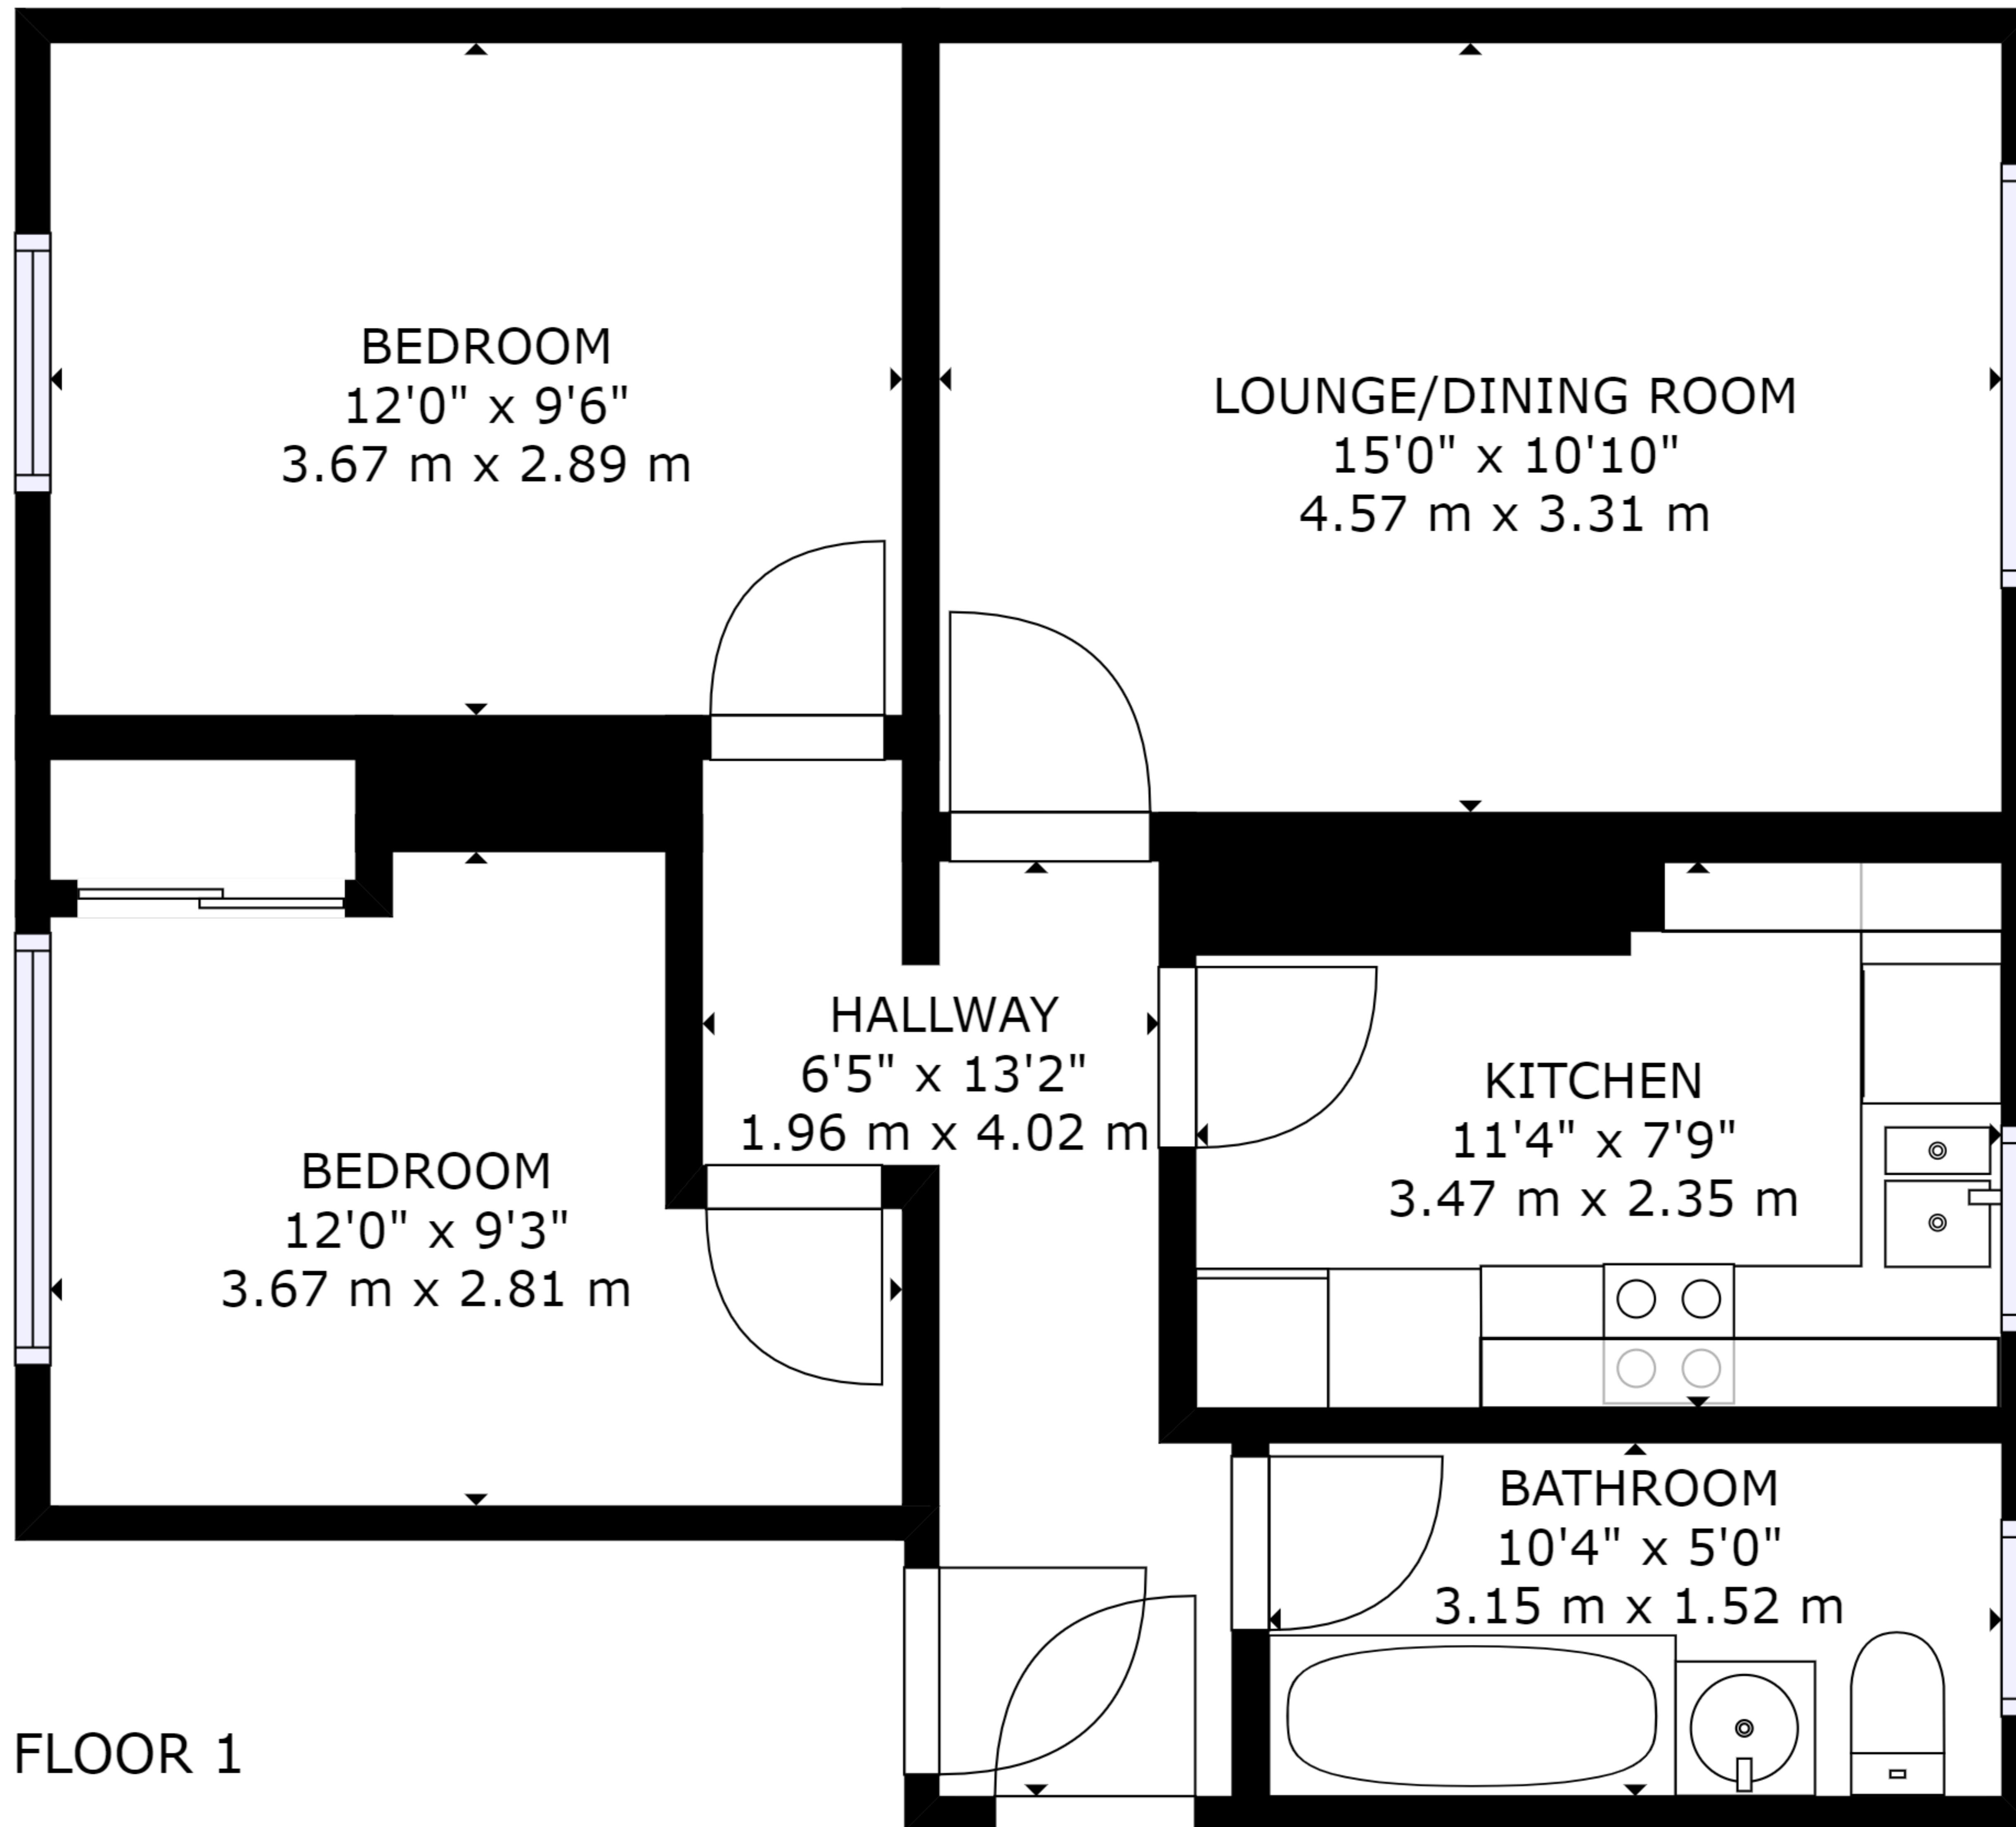 BEDROOM
12'0" x 9'6"
3.67 m x 2.89 m
LOUNGE/DINING ROOM
15'0" x 10'10"
4.57 m x 3.31 m
HALLWAY
6'5" x 13'2"
1.96 m x 4.02 m
KITCHEN
11'4" x 7'9"
3.47 m x 2.35 m
BEDROOM
12'0" x 9'3"
3.67 m x 2.81 m
BATHROOM
10'4" x 5'0"
3.15 m x 1.52 m
FLOOR 1